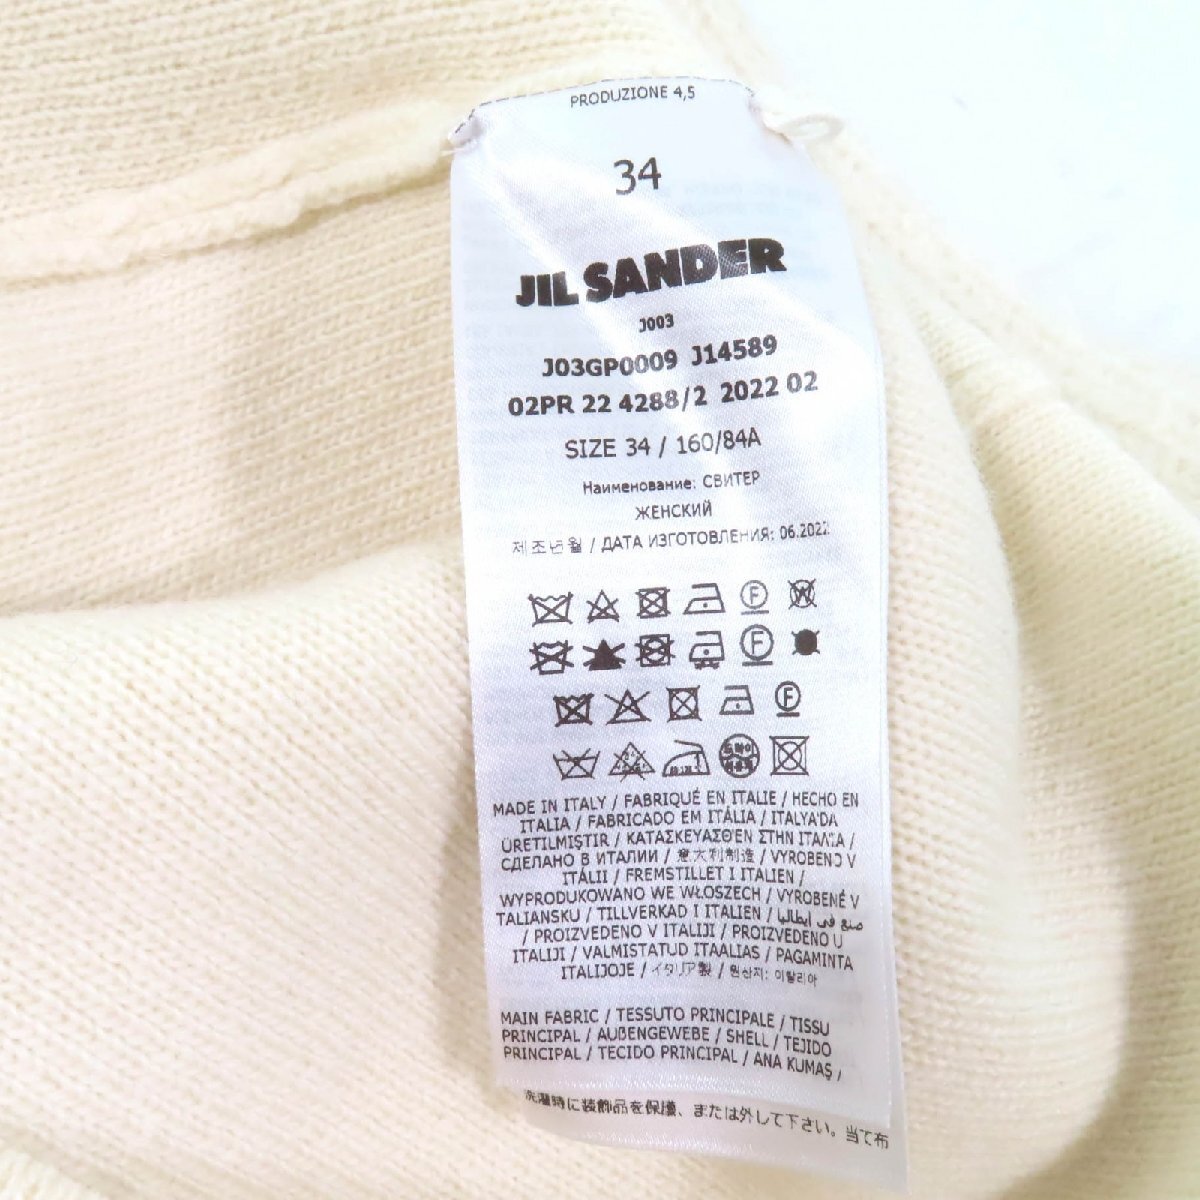 PRODUZIONE 4,5
34
JIL SANDER
J003
J03GP0009 J14589
02PR 22 4288/2 2022 02
SIZE 34 / 160/84A
Наименование: СВИТЕР
ЖЕНСКИЙ
제조년월 / ДАТА ИЗГОТОВЛЕНИЯ: 06.2022
F W
F
F
MADE IN ITALY / FABRIQUÉ EN ITALIE / HECHO EN
ITALIA / FABRICADO EM ITÁLIA / ITALYA'DA
ÜRETILMIŞTIR / ΚΑΤΑΣΚΕΥΑΣΘΕΝ ΣΤΗΝ ΙΤΑΛΙΑ /
СДЕЛАНО В ИТАЛИИ / 意大利制造 / VYROBENO V
ITÁLII / FREMSTILLET I ITALIEN /
WYPRODUKOWANO WE WŁOSZECH / VYROBENÉ V
TALIANSKU / TILLVERKAD I ITALIEN / صنع في إيطاليا
/ PROIZVEDENO V ITALIJI / PROIZVEDENO U
ITALIJI / VALMISTATUD ITAALIAS / PAGAMINTA
ITALIJOJE / イタリア製 / 원산지: 이탈리아
MAIN FABRIC / TESSUTO PRINCIPALE / TISSU
PRINCIPAL / AUßENGEWEBE / SHELL / TEJIDO
PRINCIPAL / TECIDO PRINCIPAL / ANA KUMAŞ /
洗濯時に装飾品を保護、または外して下さい。当て布